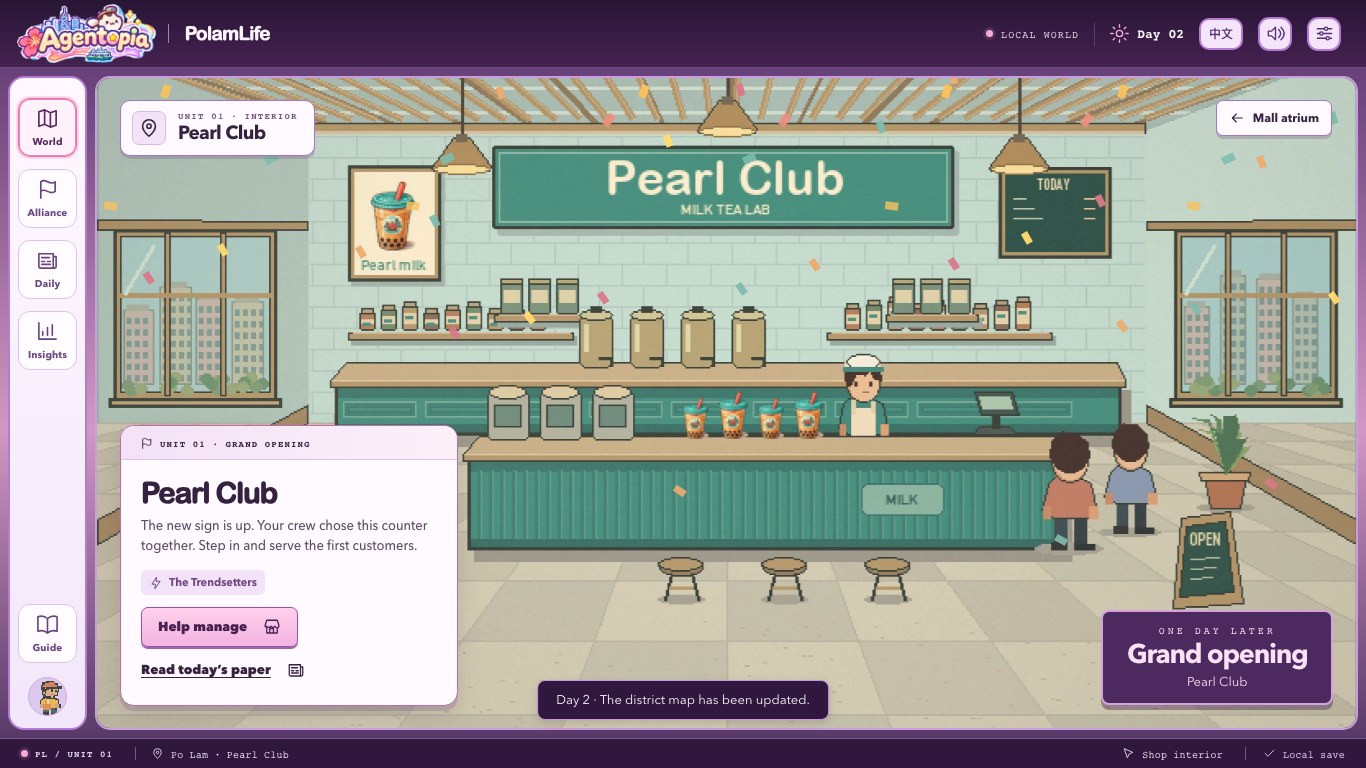 Agentopia
PolamLife
LOCAL WORLD
Day 02
中文
World
Alliance
Daily
Insights
Guide
UNIT 01 · INTERIOR
Pearl Club
Mall atrium
Pearl Club
MILK TEA LAB
Pearl milk
TODAY
MILK
OPEN
UNIT 01 · GRAND OPENING
Pearl Club
The new sign is up. Your crew chose this counter
together. Step in and serve the first customers.
The Trendsetters
Help manage
Read today's paper
Day 2 · The district map has been updated.
ONE DAY LATER
Grand opening
Pearl Club
PL / UNIT 01
Po Lam · Pearl Club
Shop interior
Local save